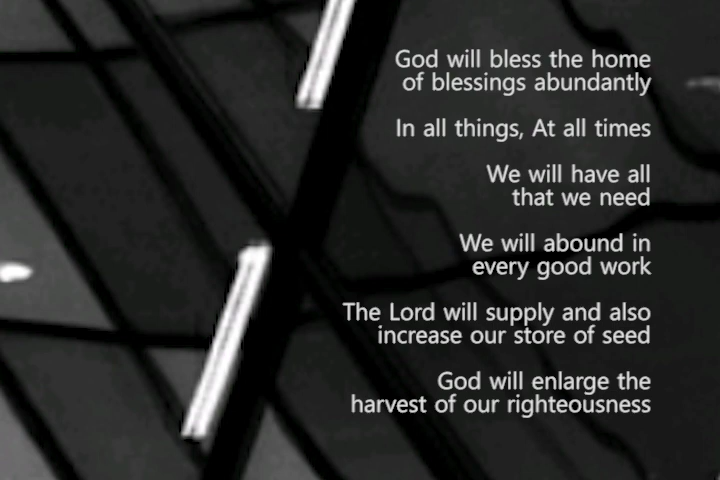 God will bless the home
of blessings abundantly
In all things, At all times
We will have all
that we need
We will abound in
every good work
The Lord will supply and also
increase our store of seed
God will enlarge the
harvest of our righteousness